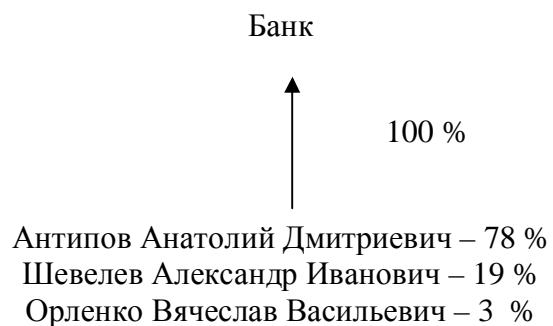 Банк
100 %
Антипов Анатолий Дмитриевич – 78 %
Шевелев Александр Иванович – 19 %
Орленко Вячеслав Васильевич – 3 %